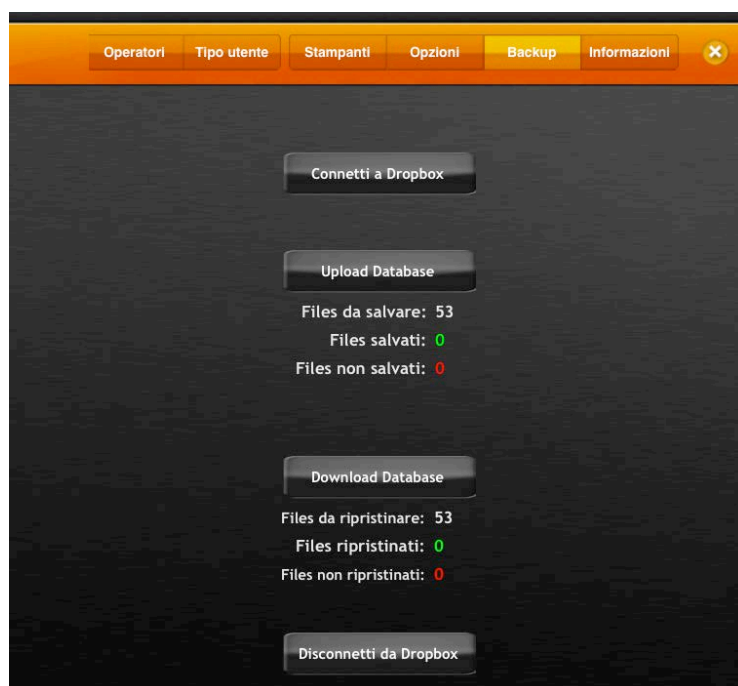 Operatori Tipo utente Stampanti Opzioni Backup Informazioni
Connetti a Dropbox
Upload Database
Files da salvare: 53
Files salvati: 0
Files non salvati: 0
Download Database
Files da ripristinare: 53
Files ripristinati: 0
Files non ripristinati: 0
Disconnetti da Dropbox